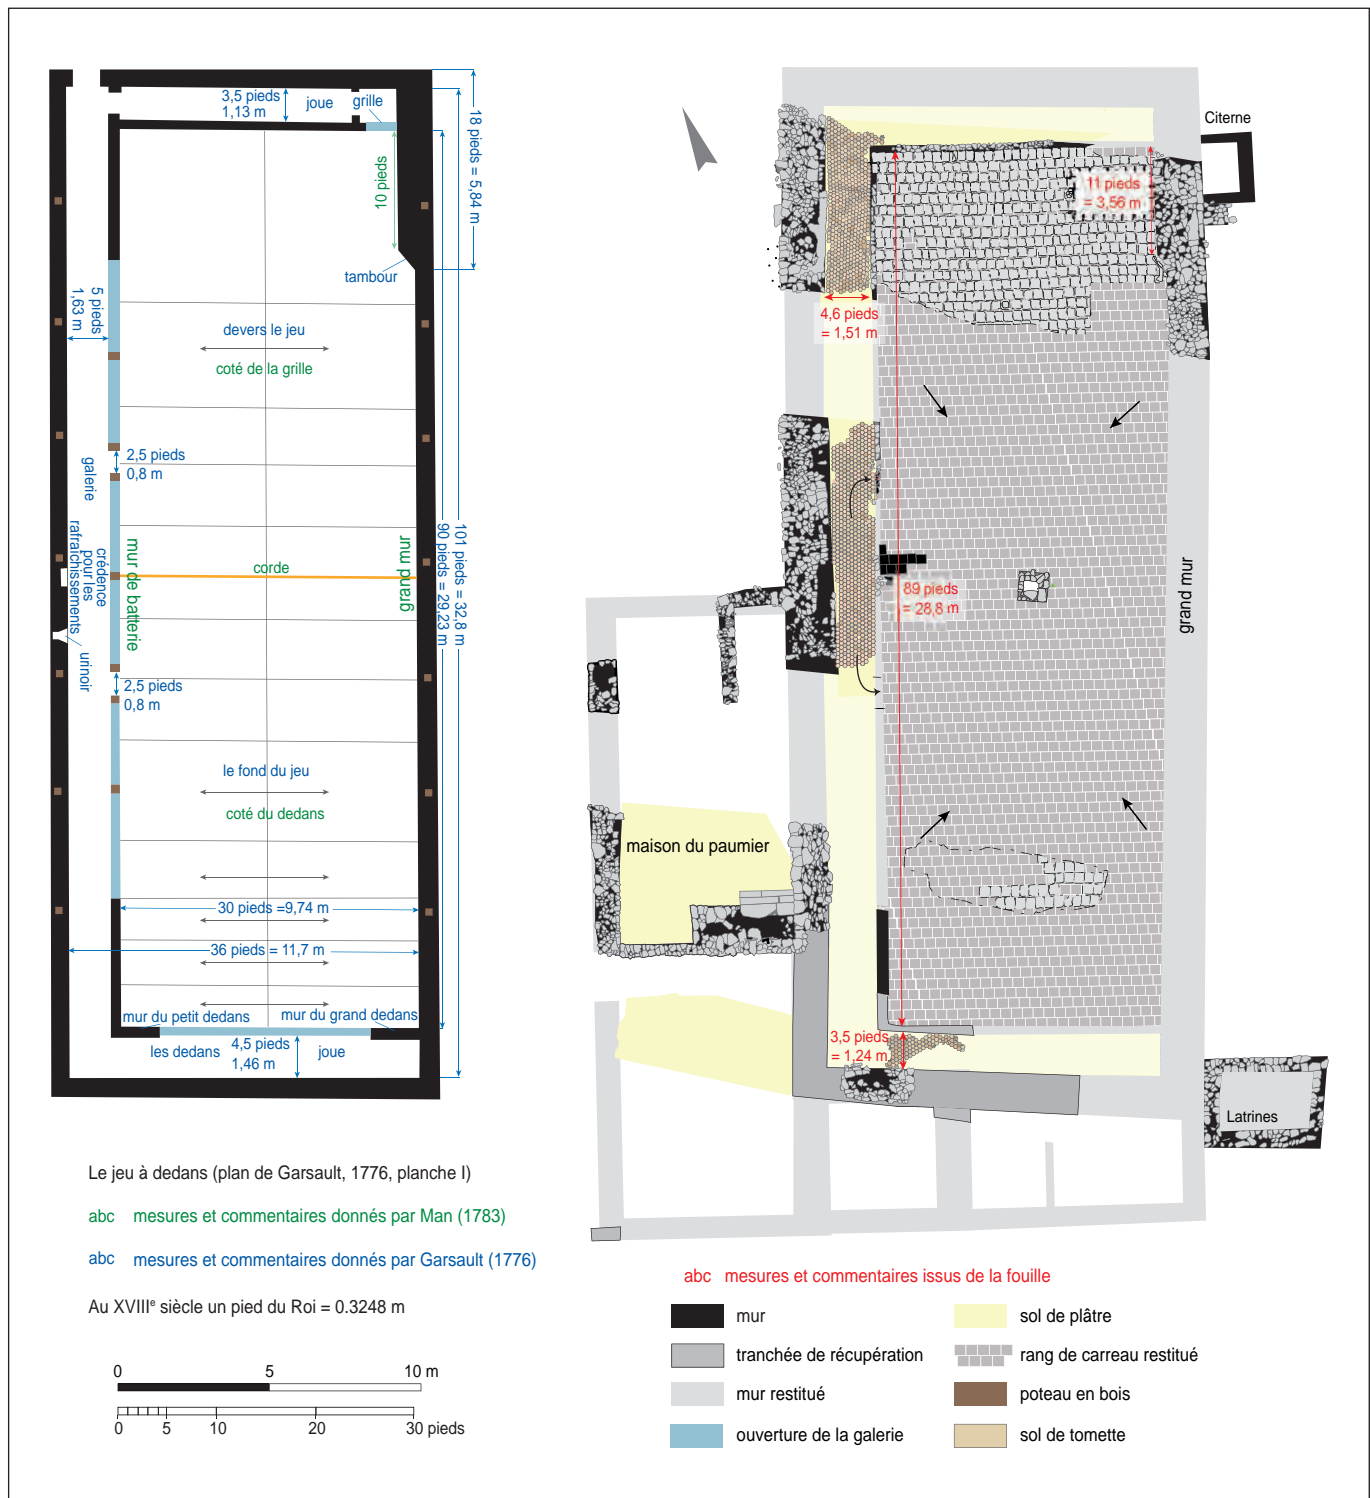 3,5 pieds
1,13 m
joue
grille
18 pieds = 5,84 m
10 pieds
tambour
5 pieds
1,63 m
devers le jeu
coté de la grille
2,5 pieds
0,8 m
galerie
crédence
pour les
rafraîchissements
mur de batterie
corde
grand mur
90 pieds = 29,23 m
101 pieds = 32,8 m
urinoir
2,5 pieds
0,8 m
le fond du jeu
coté du dedans
30 pieds =9,74 m
36 pieds = 11,7 m
mur du petit dedans
mur du grand dedans
les dedans
4,5 pieds
1,46 m
joue
Citerne
11 pieds
= 3,56 m
4,6 pieds
= 1,51 m
89 pieds
= 28,8 m
grand mur
maison du paumier
3,5 pieds
= 1,24 m
Latrines
Le jeu à dedans (plan de Garsault, 1776, planche I)
abc mesures et commentaires donnés par Man (1783)
abc mesures et commentaires donnés par Garsault (1776)
Au XVIIIe siècle un pied du Roi = 0.3248 m
0 5 10 m
0 5 10 20 30 pieds
abc mesures et commentaires issus de la fouille
mur
tranchée de récupération
mur restitué
ouverture de la galerie
sol de plâtre
rang de carreau restitué
poteau en bois
sol de tomette